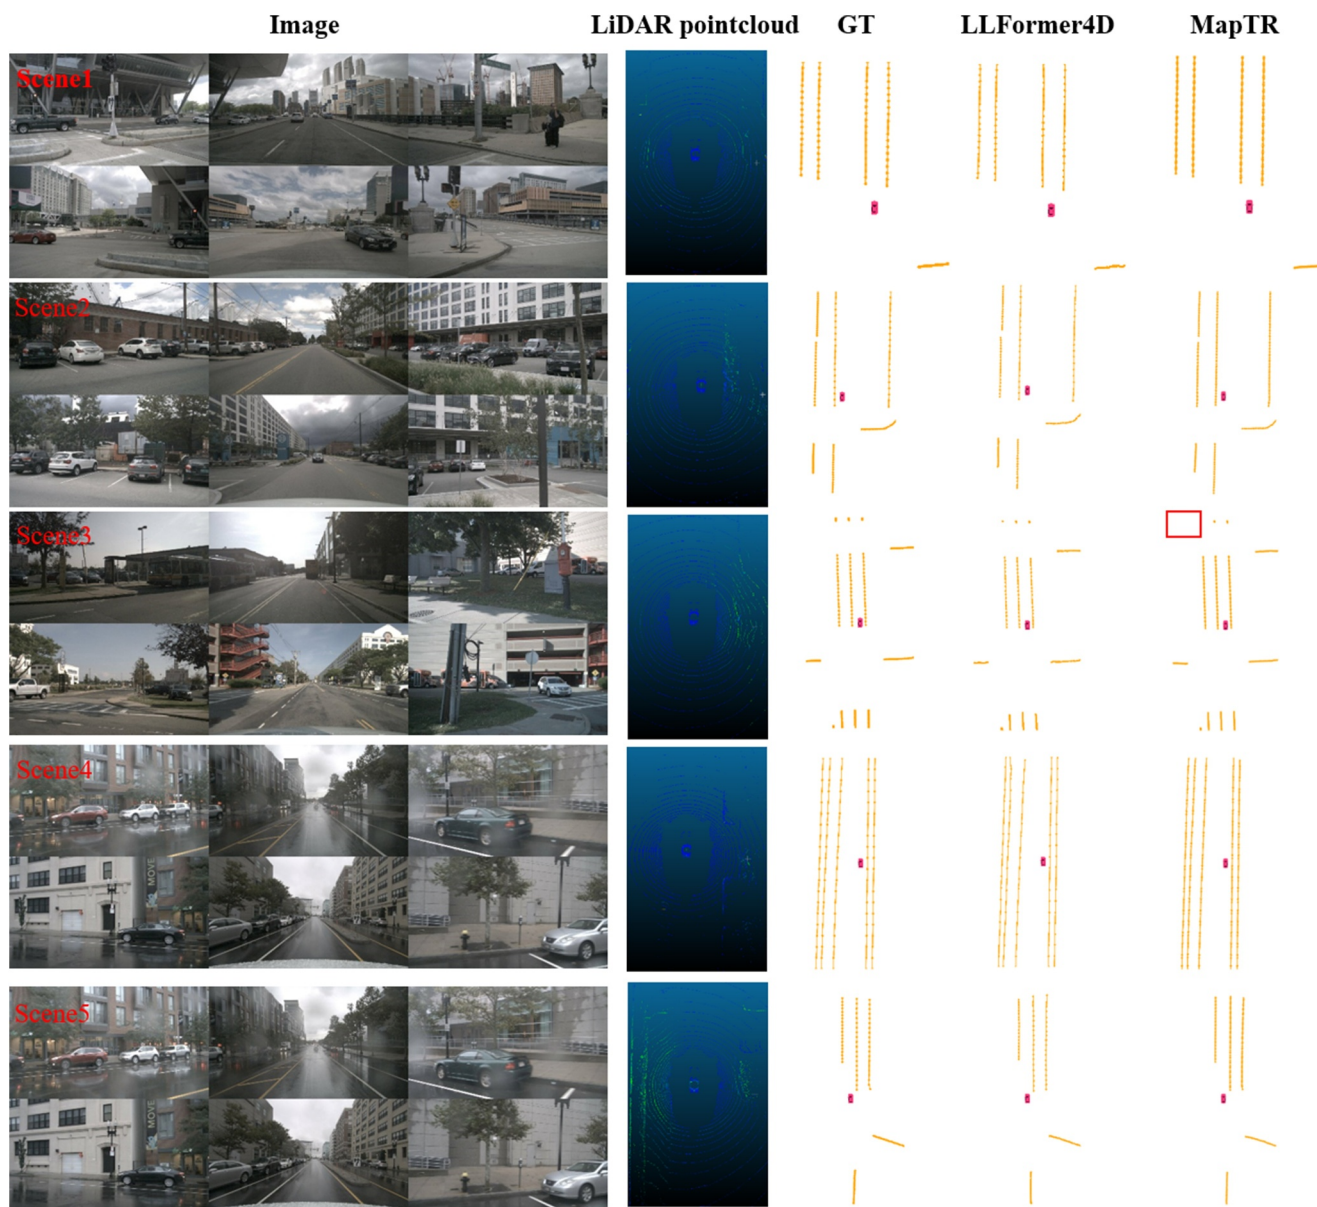 Image LiDAR pointcloud GT LLFormer4D MapTR
Scene1
Scene2
Scene3
Scene4
MOVE
Scene5
MOVE